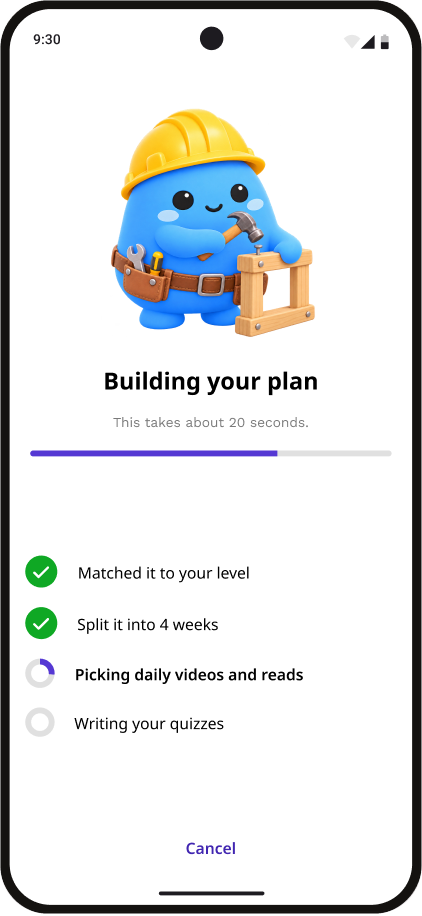 9:30
Building your plan
This takes about 20 seconds.
Matched it to your level
Split it into 4 weeks
Picking daily videos and reads
Writing your quizzes
Cancel